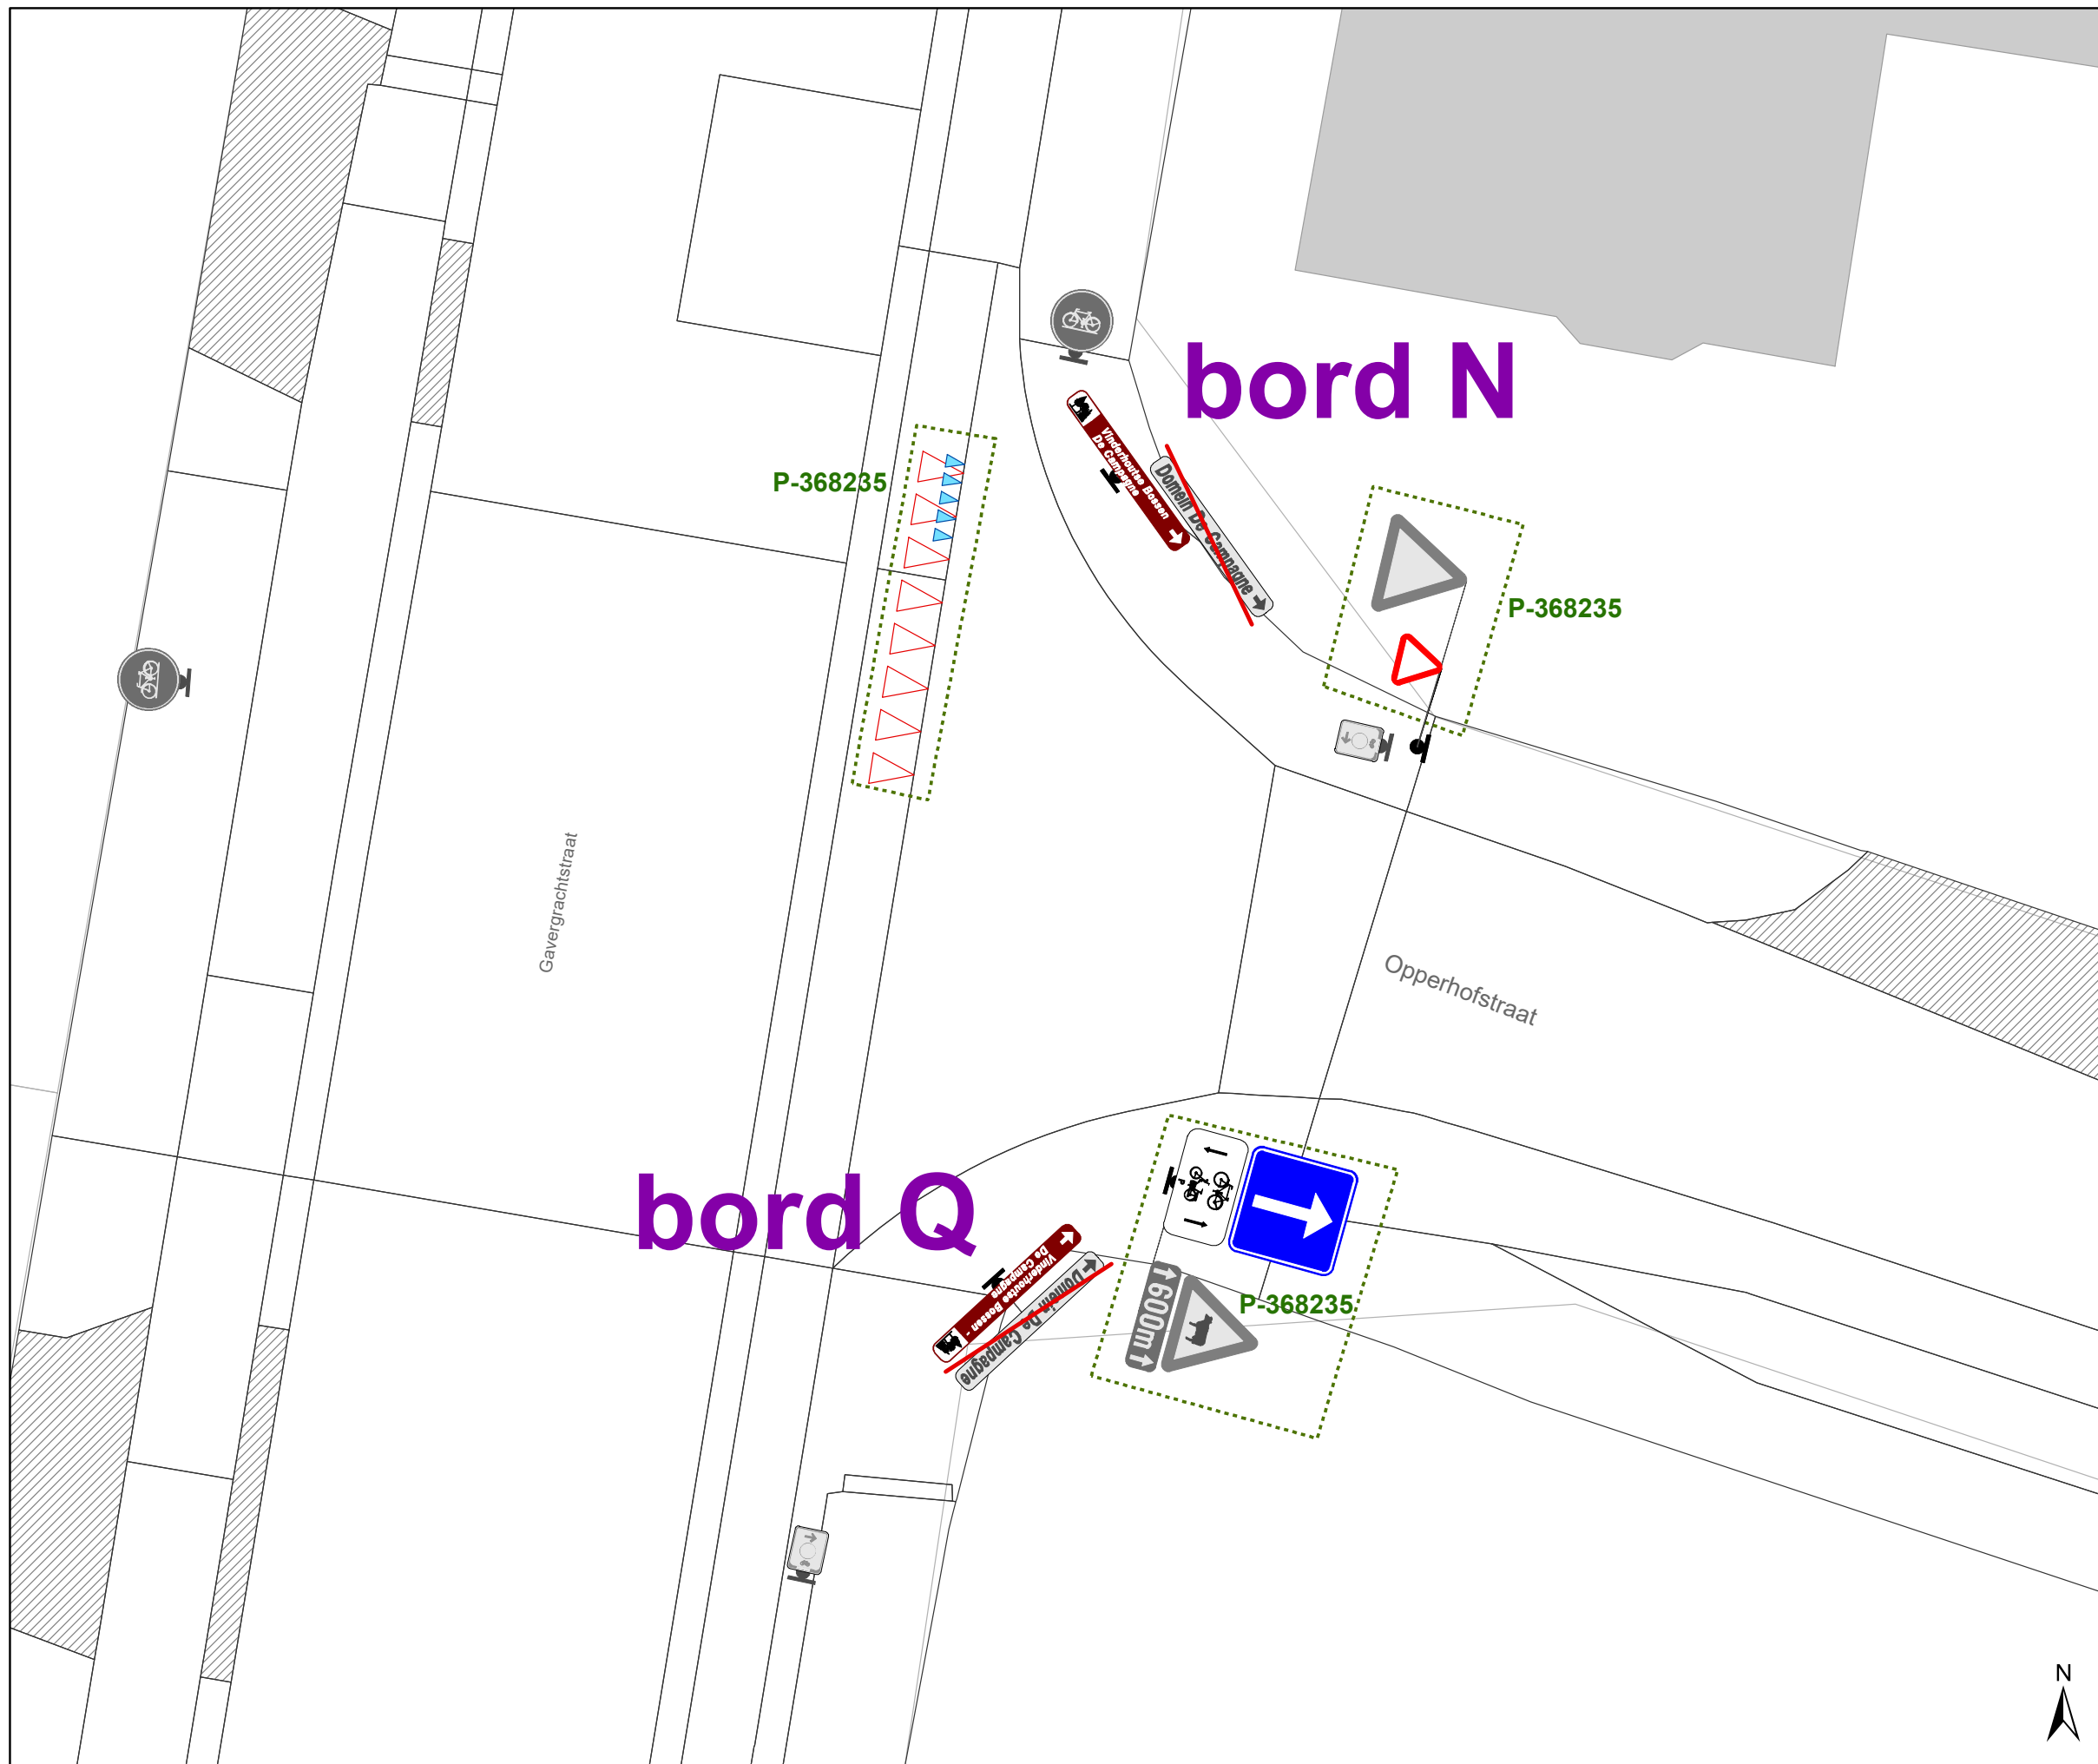 bord N
P-368235
Vinderhoutse Bossen
De Campagne
Domein De Campagne
P-368235
Gavergrachtstraat
Opperhofstraat
bord Q
Vinderhoutse Bossen -
De Campagne
Domein De Campagne
P-368235
600m
N